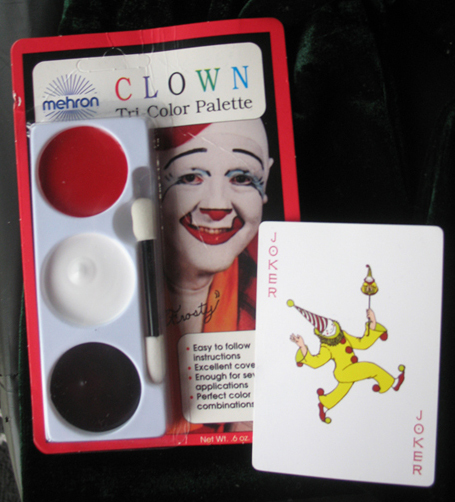 mehron
CLOWN
Tri-Color Palette
Frosty
• Easy to follow
instructions
• Excellent cove
• Enough for se
applications
• Perfect color
combinations
Net Wt. .6 oz.
JOKER
JOKER